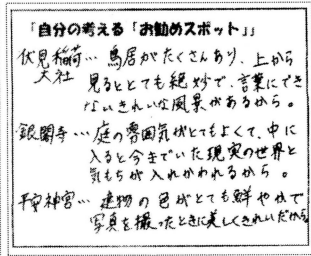 「自分の考える「お勧めスポット」」
伏見稲荷大社… 鳥居がたくさんあり、上から
見るととても絶妙で、言葉にでき
ないきれいな風景があるから。
銀閣寺… 庭の雰囲気がとてもよくて、中に
入ると今までいた現実の世界と
気もちが入れかわれるから。
平安神宮… 建物の色がとても鮮やかで
写真を撮ったときに美しくきれいだから。